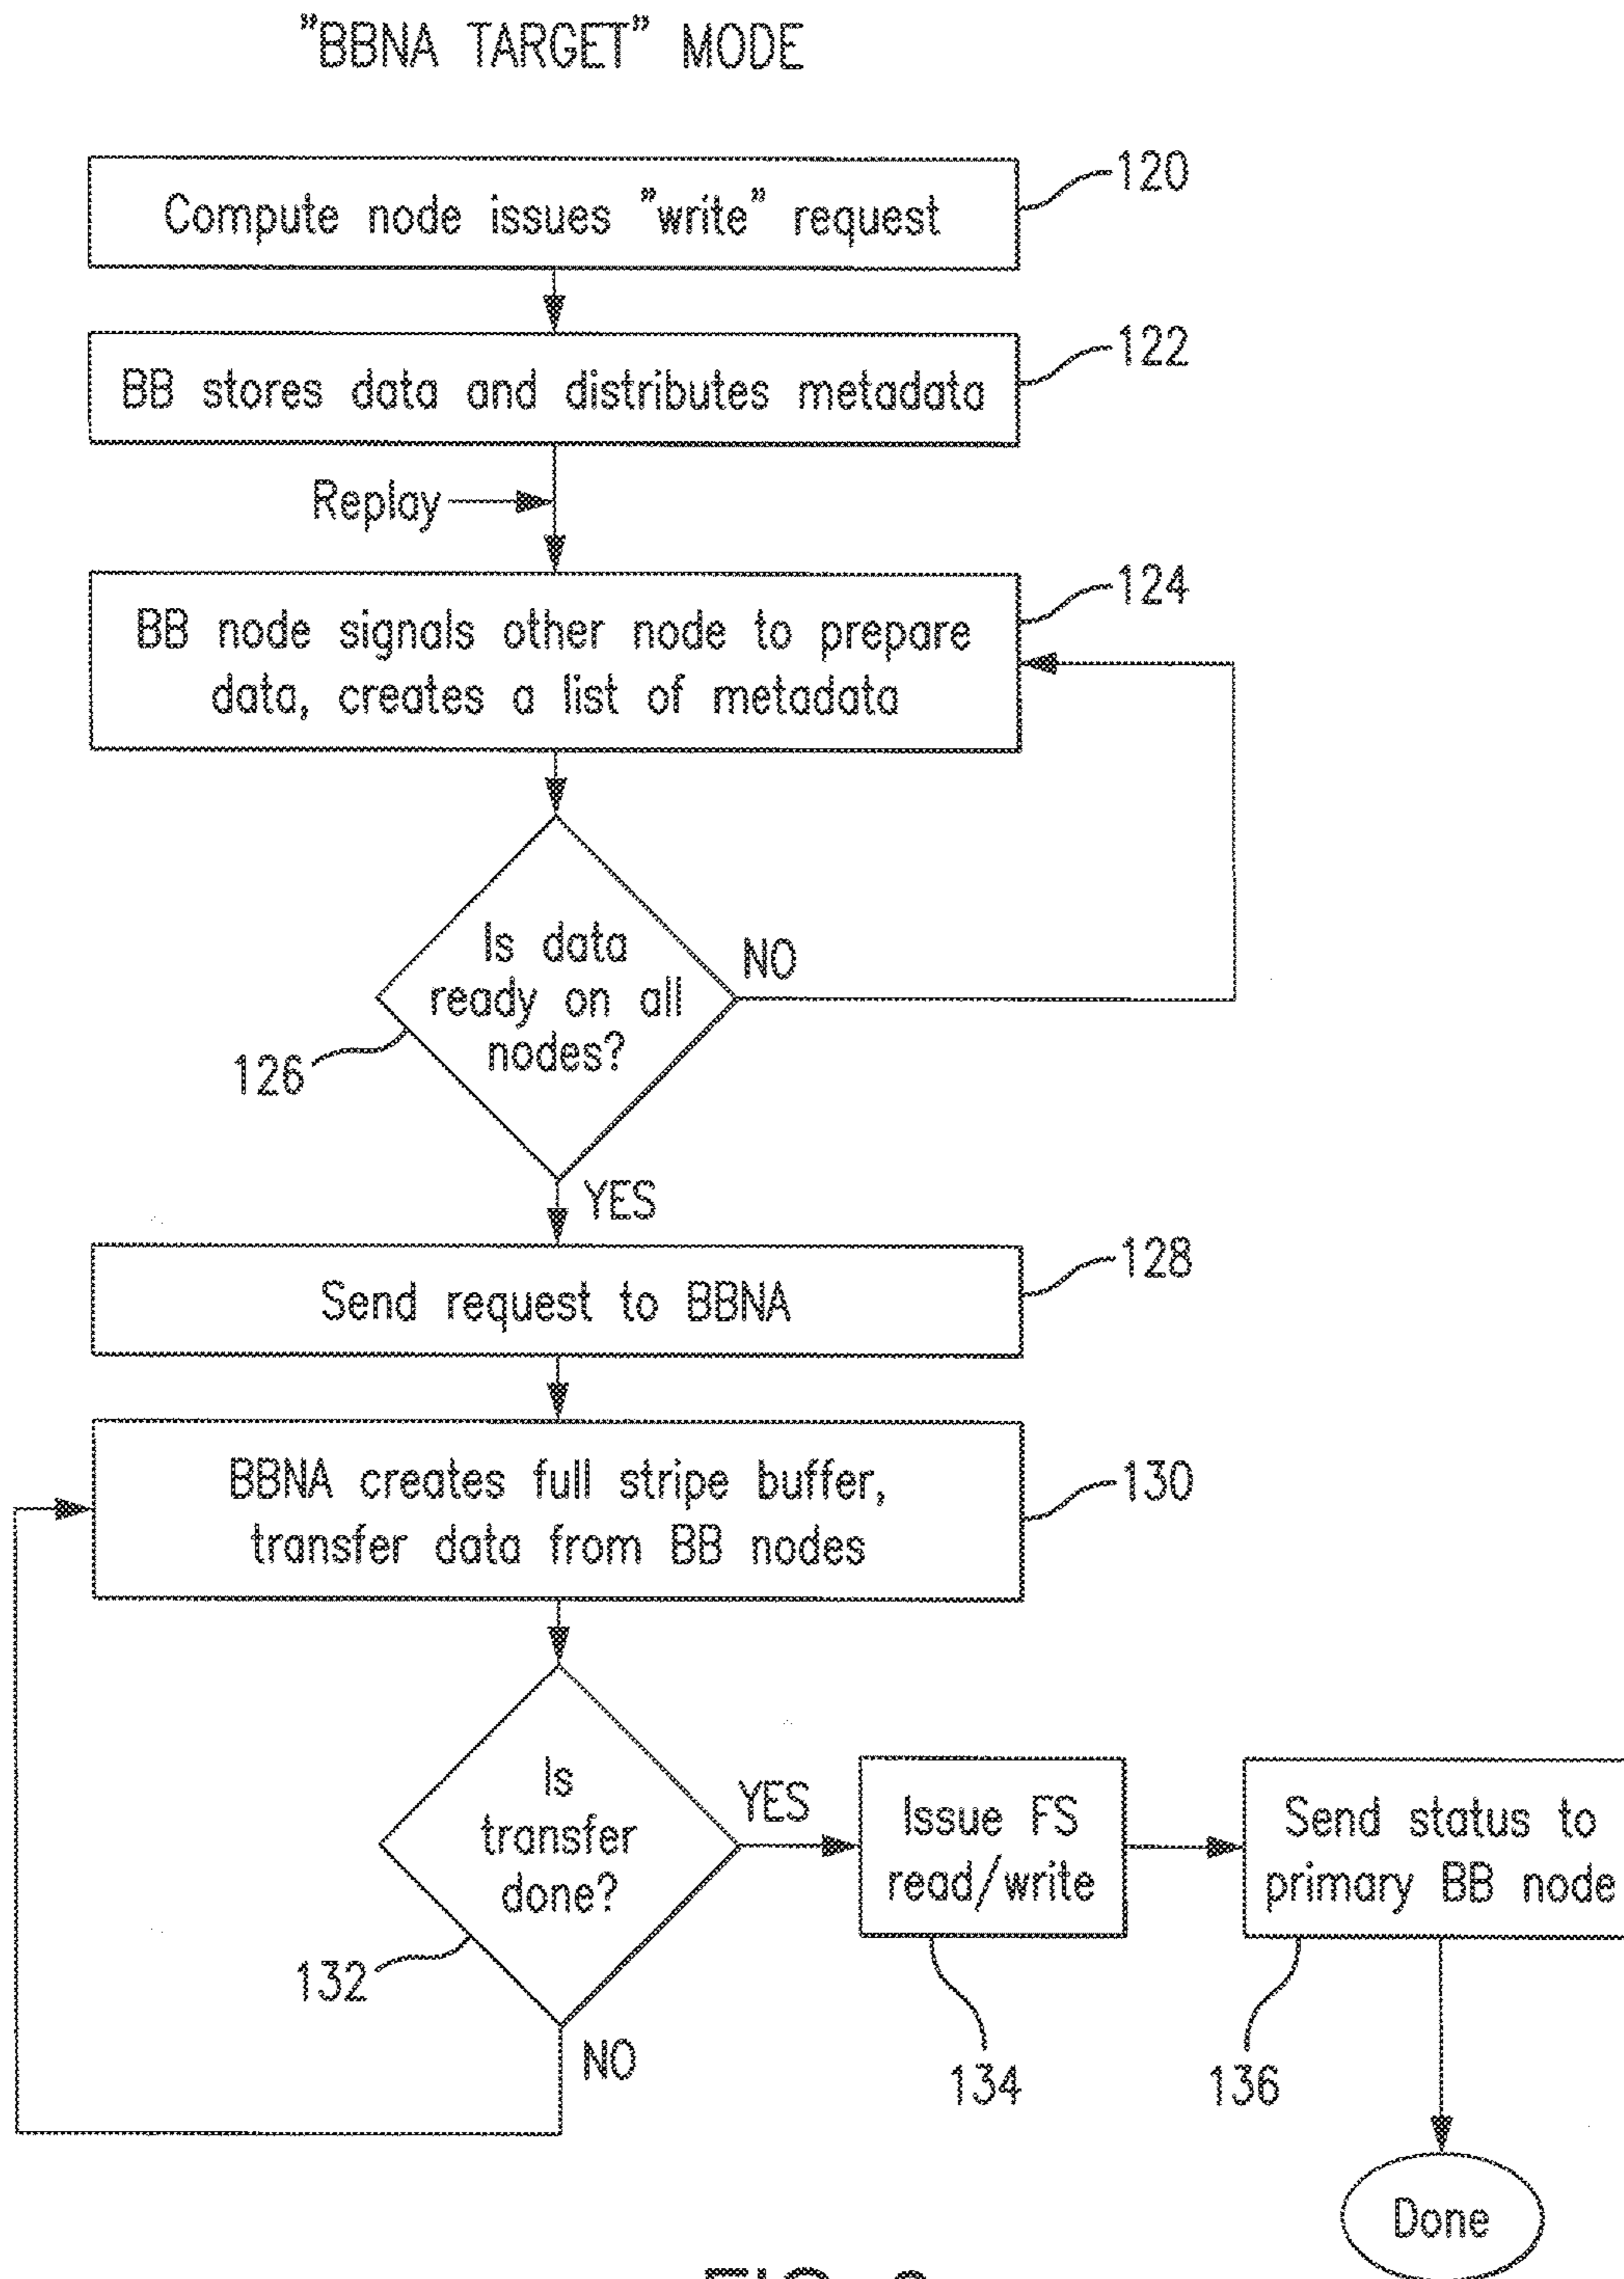 "BBNA TARGET" MODE
Compute node issues "write" request
120
BB stores data and distributes metadata
122
Replay
BB node signals other node to prepare
data, creates a list of metadata
124
Is data
ready on all
nodes?
NO
126
YES
Send request to BBNA
128
BBNA creates full stripe buffer,
transfer data from BB nodes
130
Is
transfer
done?
YES
Issue FS
read/write
Send status to
primary BB node
132
NO
134
136
Done